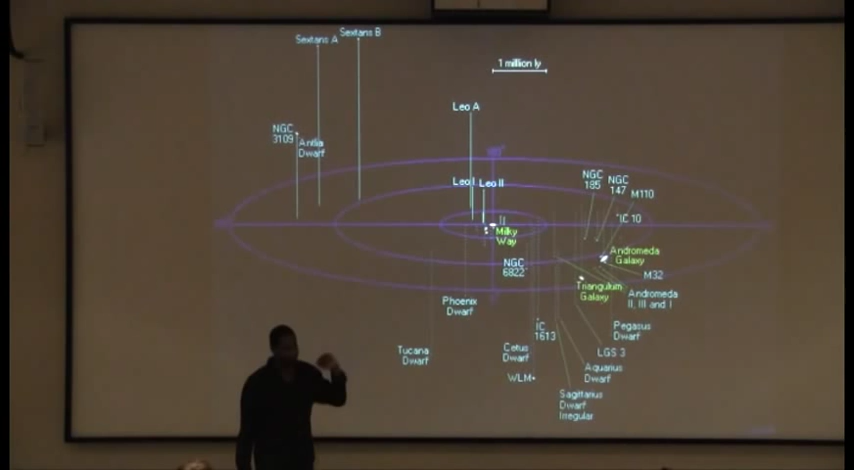 Sextans A
Sextans B
1 million ly
Leo A
NGC
3109
Antlia
Dwarf
Leo I
Leo II
NGC
185
NGC
147
M110
IC 10
Milky
Way
Andromeda
Galaxy
M32
NGC
6822
Triangulum
Galaxy
Andromeda
II, III and I
Phoenix
Dwarf
IC
1613
Pegasus
Dwarf
Tucana
Dwarf
Cetus
Dwarf
LGS 3
WLM
Aquarius
Dwarf
Sagittarius
Dwarf
Irregular